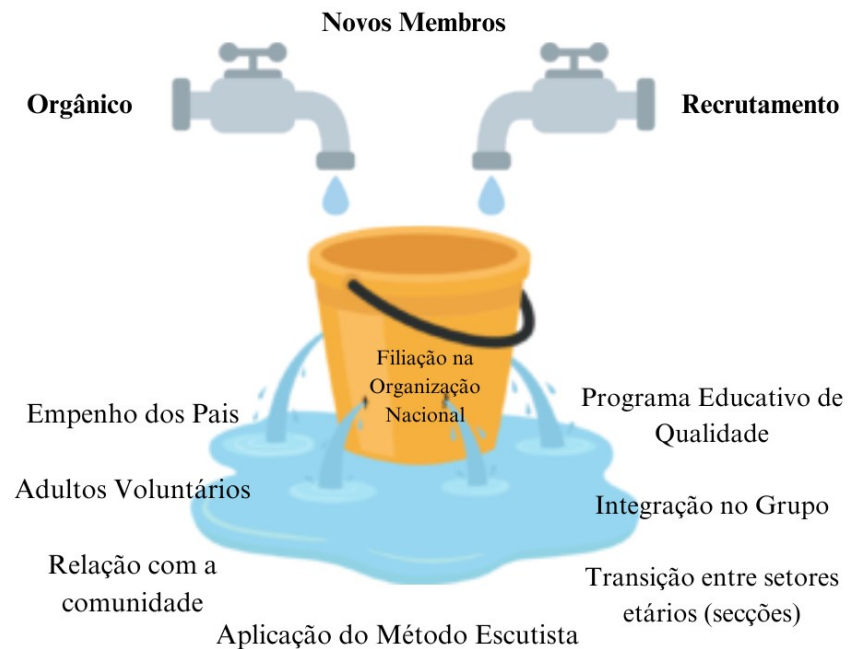 Novos Membros
Orgânico
Recrutamento
Filiação na
Organização
Nacional
Empenho dos Pais
Adultos Voluntários
Relação com a
comunidade
Aplicação do Método Escutista
Programa Educativo de
Qualidade
Integração no Grupo
Transição entre setores
etários (secções)